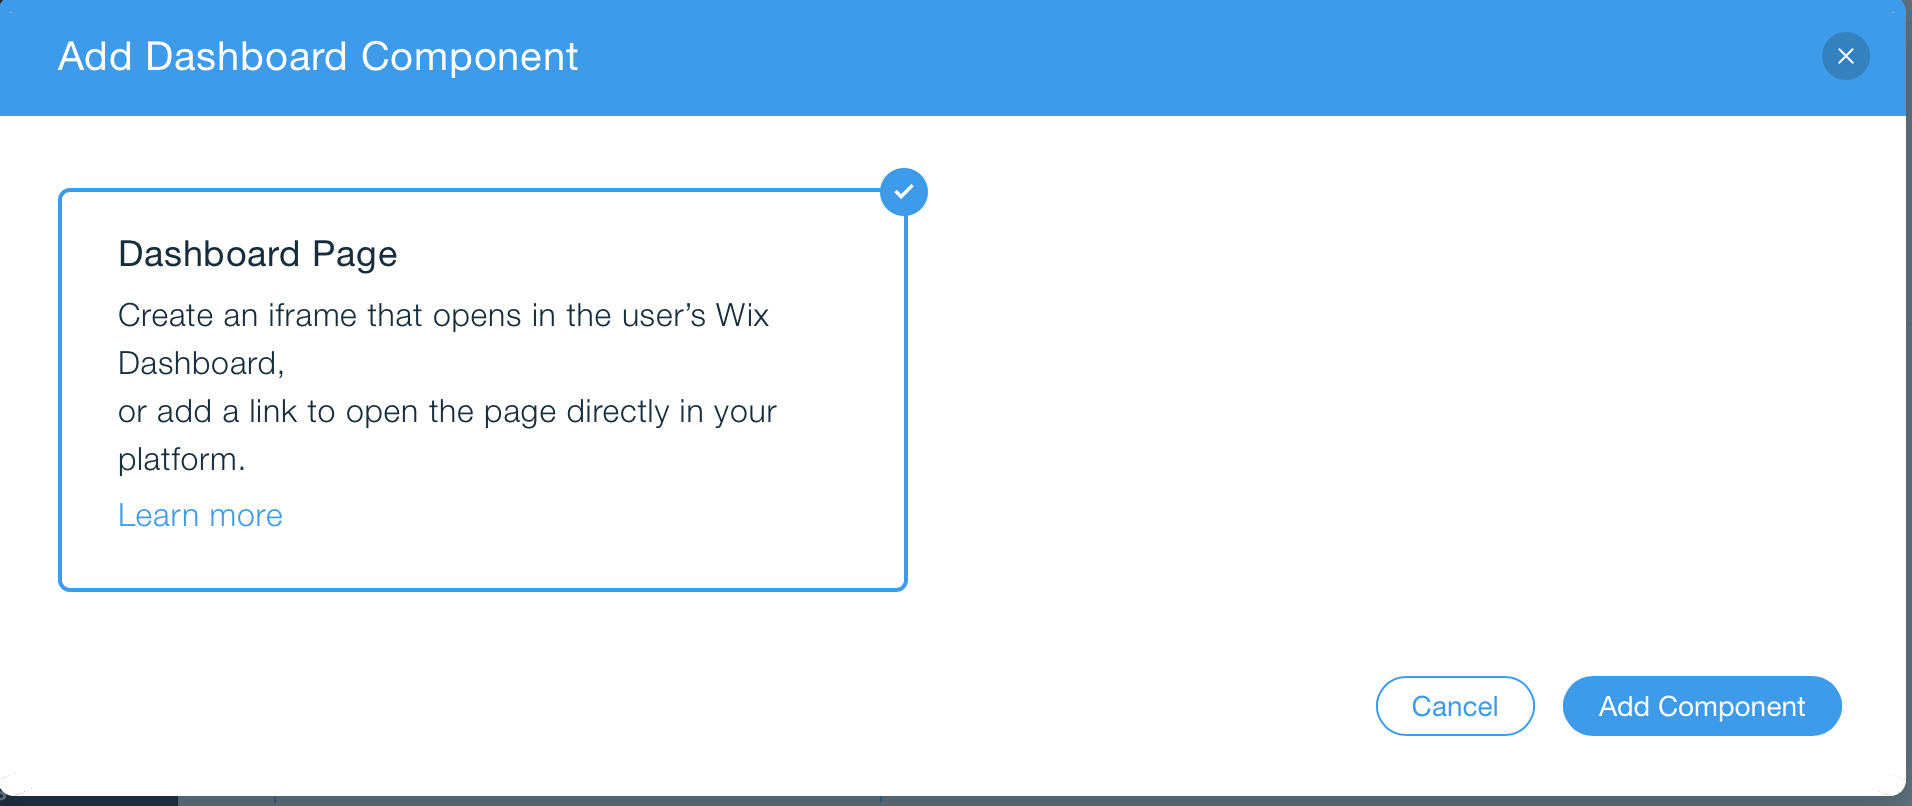 Add Dashboard Component
Dashboard Page
Create an iframe that opens in the user’s Wix
Dashboard,
or add a link to open the page directly in your
platform.
Learn more
Cancel
Add Component